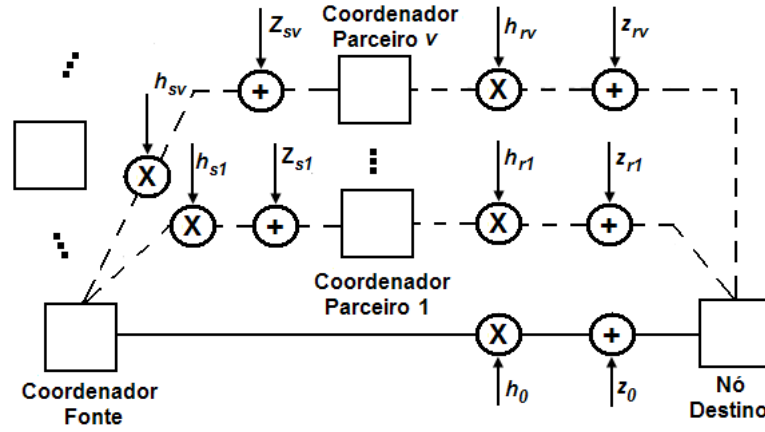 Coordenador
Parceiro v
Z_sv
h_rv
z_rv
+
X
+
h_sv
X
h_s1
Z_s1
h_r1
z_r1
X
+
X
+
Coordenador
Parceiro 1
X
+
h_0
z_0
Coordenador
Fonte
Nó
Destino